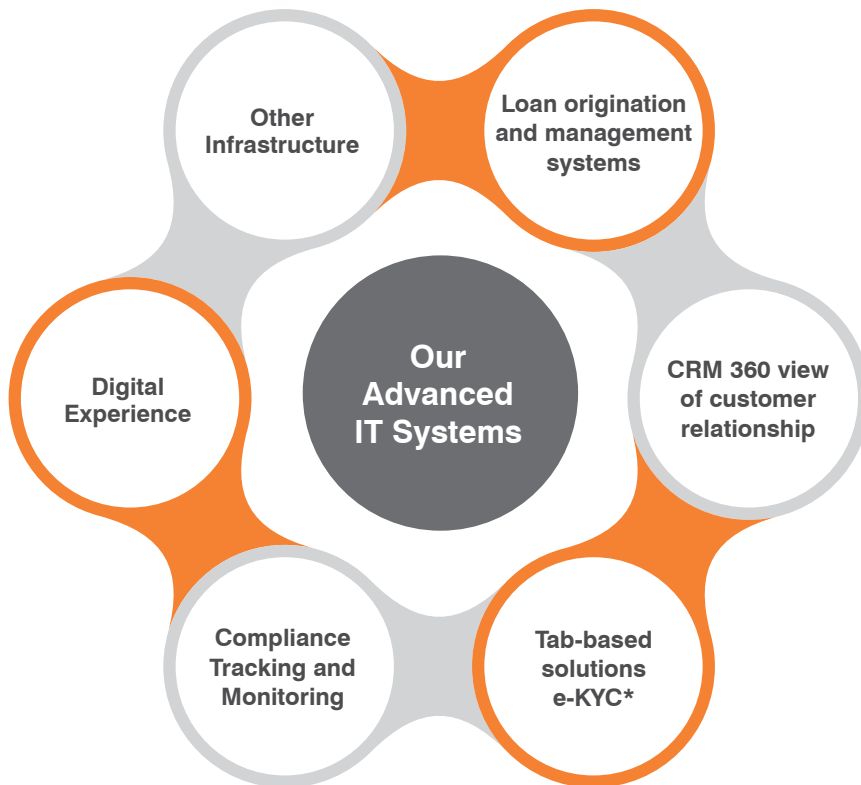 Other
Infrastructure
Loan origination
and management
systems
Our
Advanced
IT Systems
CRM 360 view
of customer
relationship
Digital
Experience
Compliance
Tracking and
Monitoring
Tab-based
solutions
e-KYC*